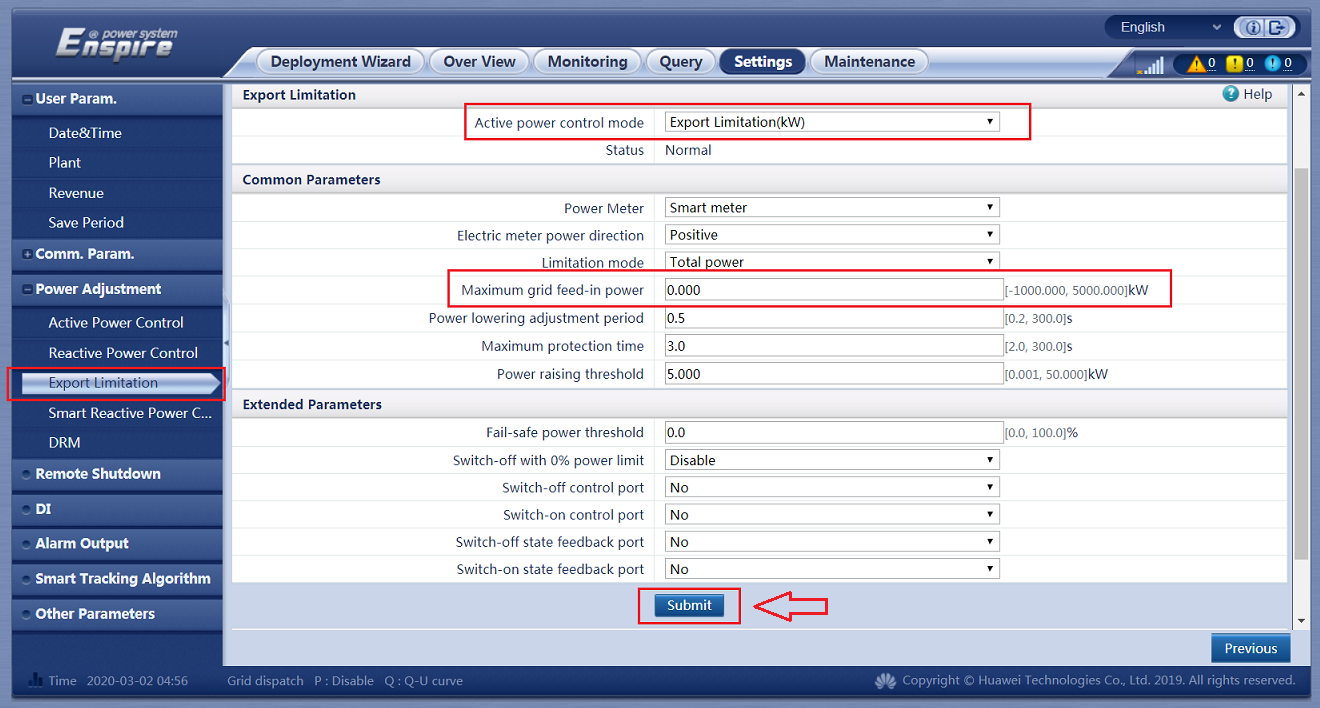 English
Enspire @ power system
Deployment Wizard Over View Monitoring Query Settings Maintenance
0 0 0
User Param.
Date&Time
Plant
Revenue
Save Period
Comm. Param.
Power Adjustment
Active Power Control
Reactive Power Control
Export Limitation
Smart Reactive Power C...
DRM
Remote Shutdown
DI
Alarm Output
Smart Tracking Algorithm
Other Parameters
Export Limitation
Help
Active power control mode Export Limitation(kW)
Status Normal
Common Parameters
Power Meter Smart meter
Electric meter power direction Positive
Limitation mode Total power
Maximum grid feed-in power 0.000 [-1000.000, 5000.000]kW
Power lowering adjustment period 0.5 [0.2, 300.0]s
Maximum protection time 3.0 [2.0, 300.0]s
Power raising threshold 5.000 [0.001, 50.000]kW
Extended Parameters
Fail-safe power threshold 0.0 [0.0, 100.0]%
Switch-off with 0% power limit Disable
Switch-off control port No
Switch-on control port No
Switch-off state feedback port No
Switch-on state feedback port No
Submit
Previous
Time 2020-03-02 04:56 Grid dispatch P : Disable Q : Q-U curve Copyright © Huawei Technologies Co., Ltd. 2019. All rights reserved.